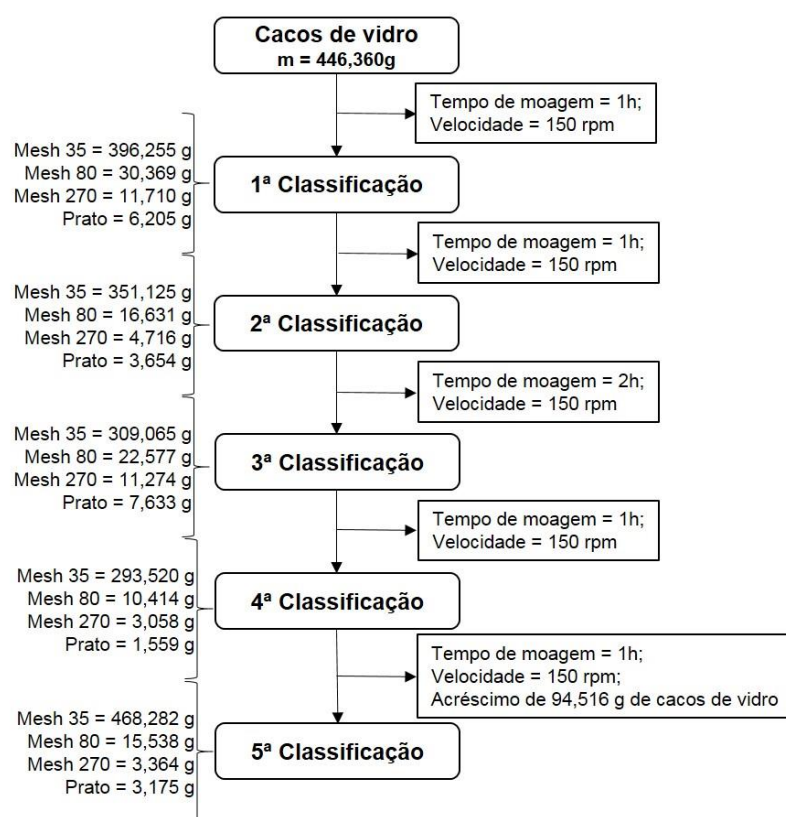 Cacos de vidro
m = 446,360g
Tempo de moagem = 1h;
Velocidade = 150 rpm
Mesh 35 = 396,255 g
Mesh 80 = 30,369 g
Mesh 270 = 11,710 g
Prato = 6,205 g
1ª Classificação
Tempo de moagem = 1h;
Velocidade = 150 rpm
Mesh 35 = 351,125 g
Mesh 80 = 16,631 g
Mesh 270 = 4,716 g
Prato = 3,654 g
2ª Classificação
Tempo de moagem = 2h;
Velocidade = 150 rpm
Mesh 35 = 309,065 g
Mesh 80 = 22,577 g
Mesh 270 = 11,274 g
Prato = 7,633 g
3ª Classificação
Tempo de moagem = 1h;
Velocidade = 150 rpm
Mesh 35 = 293,520 g
Mesh 80 = 10,414 g
Mesh 270 = 3,058 g
Prato = 1,559 g
4ª Classificação
Tempo de moagem = 1h;
Velocidade = 150 rpm;
Acréscimo de 94,516 g de cacos de vidro
Mesh 35 = 468,282 g
Mesh 80 = 15,538 g
Mesh 270 = 3,364 g
Prato = 3,175 g
5ª Classificação